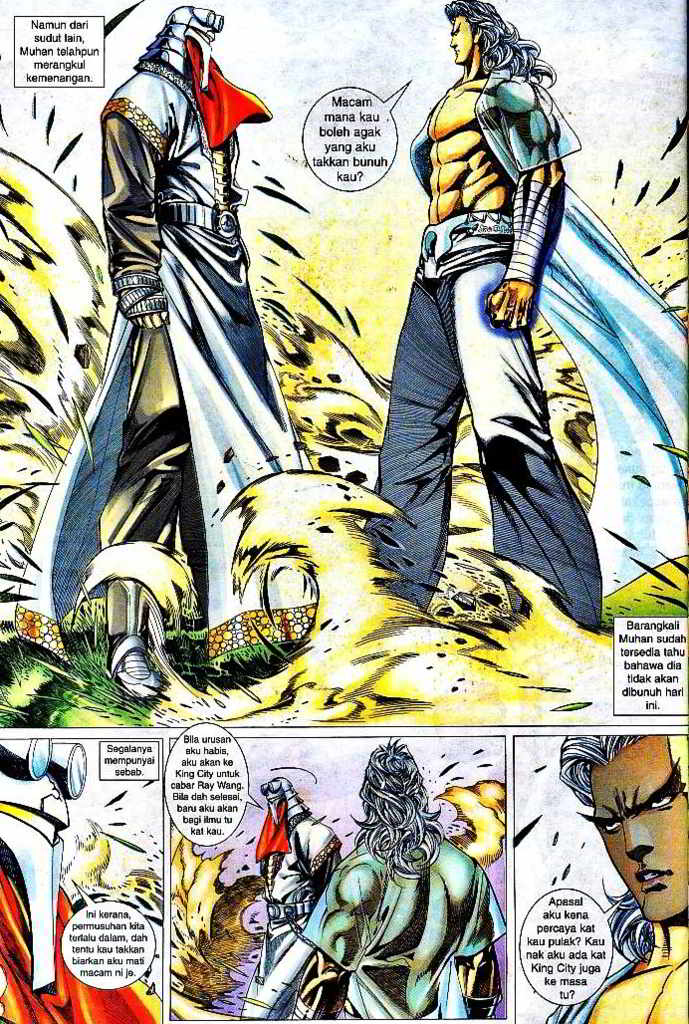 Namun dari
sudut lain,
Muhan telahpun
merangkul
kemenangan.
Macam
mana kau
boleh agak
yang aku
takkan bunuh
kau?
Barangkali
Muhan sudah
tersedia tahu
bahawa dia
tidak akan
dibunuh hari
ini.
Segalanya
mempunyai
sebab.
Ini kerana,
permusuhan kita
terlalu dalam, dah
tentu kau takkan
biarkan aku mati
macam ni je.
Bila urusan
aku habis,
aku akan ke
King City untuk
cabar Ray Wang.
Bila dah selesai,
baru aku akan
bagi ilmu tu
kat kau.
Apasal
aku kena
percaya kat
kau pulak? Kau
nak aku ada kat
King City juga
ke masa
tu?